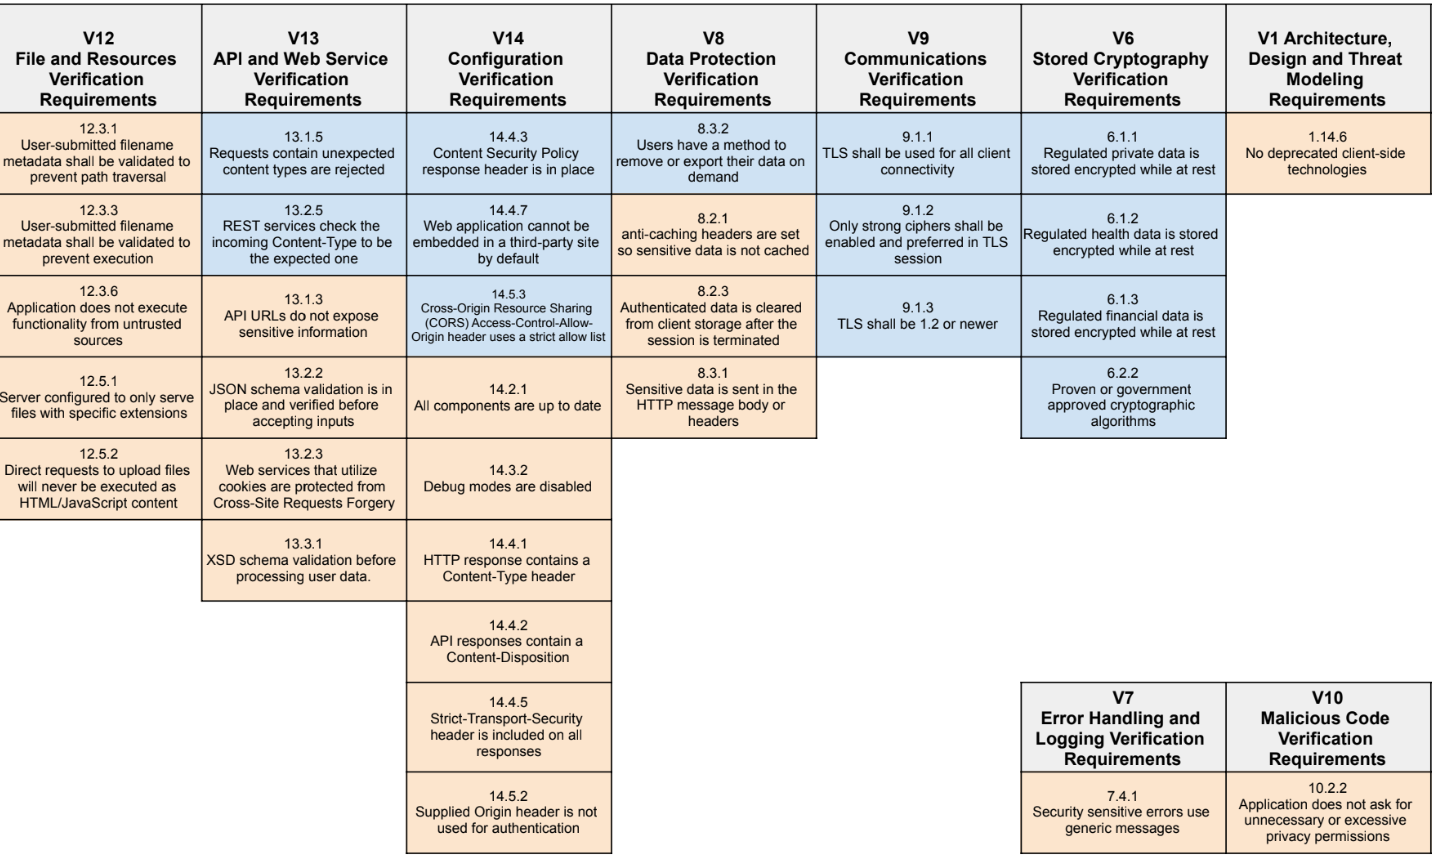 V12
File and Resources
Verification
Requirements
12.3.1
User-submitted filename
metadata shall be validated to
prevent path traversal
12.3.3
User-submitted filename
metadata shall be validated to
prevent execution
12.3.6
Application does not execute
functionality from untrusted
sources
12.5.1
Server configured to only serve
files with specific extensions
12.5.2
Direct requests to upload files
will never be executed as
HTML/JavaScript content
V13
API and Web Service
Verification
Requirements
13.1.5
Requests contain unexpected
content types are rejected
13.2.5
REST services check the
incoming Content-Type to be
the expected one
13.1.3
API URLs do not expose
sensitive information
13.2.2
JSON schema validation is in
place and verified before
accepting inputs
13.2.3
Web services that utilize
cookies are protected from
Cross-Site Requests Forgery
13.3.1
XSD schema validation before
processing user data.
V14
Configuration
Verification
Requirements
14.4.3
Content Security Policy
response header is in place
14.4.7
Web application cannot be
embedded in a third-party site
by default
14.5.3
Cross-Origin Resource Sharing
(CORS) Access-Control-Allow-
Origin header uses a strict allow list
14.2.1
All components are up to date
14.3.2
Debug modes are disabled
14.4.1
HTTP response contains a
Content-Type header
14.4.2
API responses contain a
Content-Disposition
14.4.5
Strict-Transport-Security
header is included on all
responses
14.5.2
Supplied Origin header is not
used for authentication
V8
Data Protection
Verification
Requirements
8.3.2
Users have a method to
remove or export their data on
demand
8.2.1
anti-caching headers are set
so sensitive data is not cached
8.2.3
Authenticated data is cleared
from client storage after the
session is terminated
8.3.1
Sensitive data is sent in the
HTTP message body or
headers
V9
Communications
Verification
Requirements
9.1.1
TLS shall be used for all client
connectivity
9.1.2
Only strong ciphers shall be
enabled and preferred in TLS
session
9.1.3
TLS shall be 1.2 or newer
V6
Stored Cryptography
Verification
Requirements
6.1.1
Regulated private data is
stored encrypted while at rest
6.1.2
Regulated health data is stored
encrypted while at rest
6.1.3
Regulated financial data is
stored encrypted while at rest
6.2.2
Proven or government
approved cryptographic
algorithms
V1 Architecture,
Design and Threat
Modeling
Requirements
1.14.6
No deprecated client-side
technologies
V7
Error Handling and
Logging Verification
Requirements
7.4.1
Security sensitive errors use
generic messages
V10
Malicious Code
Verification
Requirements
10.2.2
Application does not ask for
unnecessary or excessive
privacy permissions